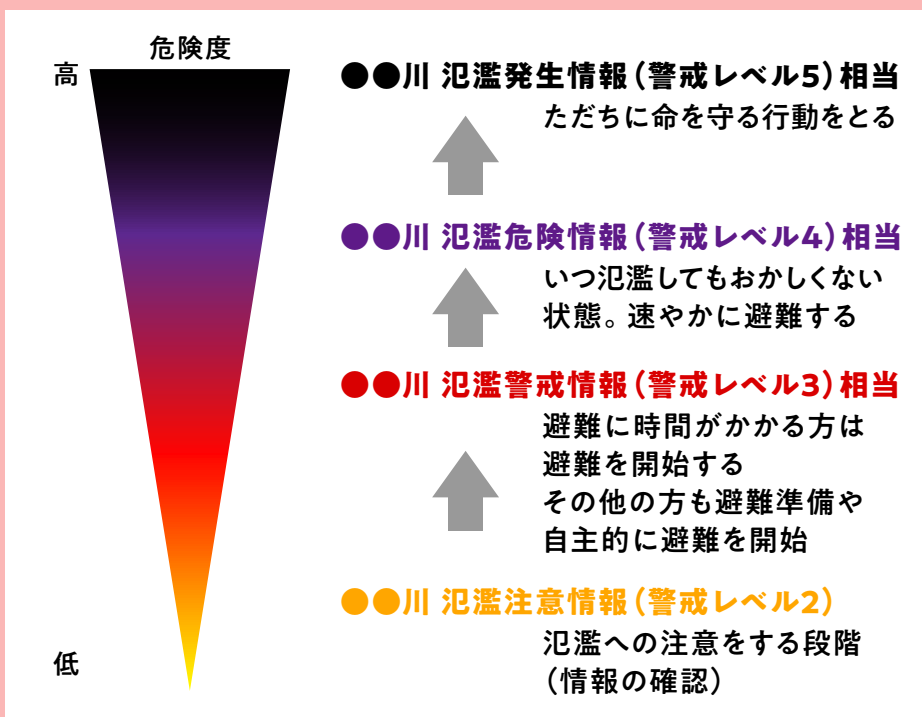 危険度
高
●●川 氾濫発生情報（警戒レベル5）相当
ただちに命を守る行動をとる
●●川 氾濫危険情報（警戒レベル4）相当
いつ氾濫してもおかしくない
状態。速やかに避難する
●●川 氾濫警戒情報（警戒レベル3）相当
避難に時間がかかる方は
避難を開始する
その他の方も避難準備や
自主的に避難を開始
●●川 氾濫注意情報（警戒レベル2）
氾濫への注意をする段階
（情報の確認）
低